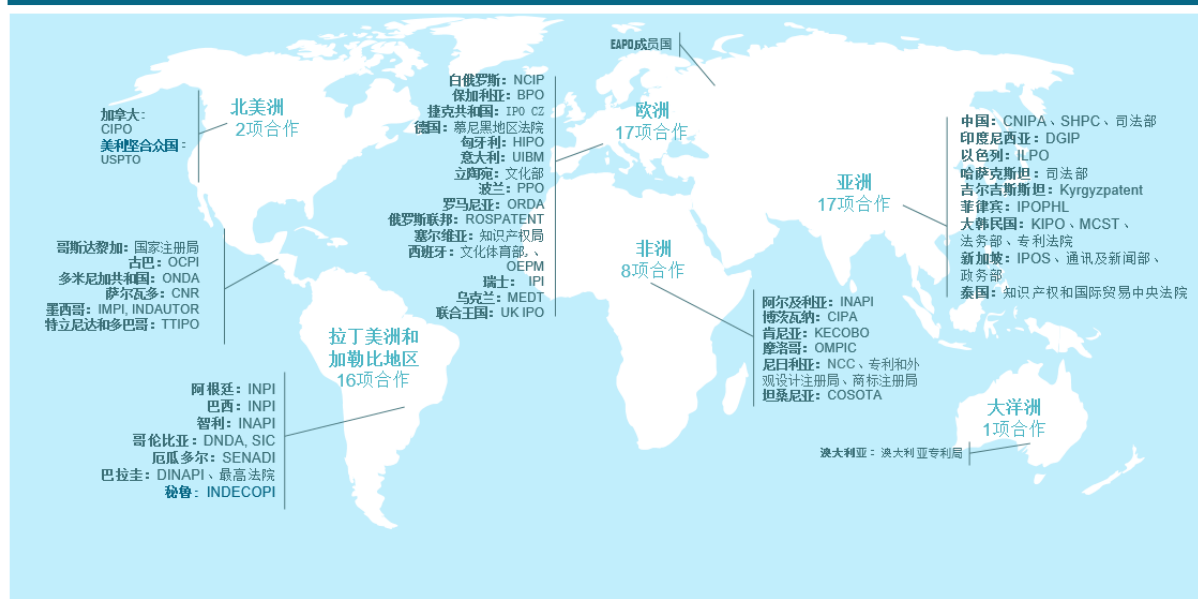 EAPO成员国
北美洲
2项合作
加拿大：
CIPO
美利坚合众国：
USPTO
白俄罗斯：NCIP
保加利亚：BPO
捷克共和国：IPO CZ
德国：慕尼黑地区法院
匈牙利：HIPO
意大利：UIBM
立陶宛：文化部
波兰：PPO
罗马尼亚：ORDA
俄罗斯联邦：ROSPATENT
塞尔维亚：知识产权局
西班牙：文化体育部、、
OEPM
瑞士： IPI
乌克兰：MEDT
联合王国：UK IPO
欧洲
17项合作
亚洲
17项合作
中国：CNIPA、SHPC、司法部
印度尼西亚：DGIP
以色列：ILPO
哈萨克斯坦：司法部
吉尔吉斯斯坦：Kyrgyzpatent
菲律宾：IPOPHL
大韩民国：KIPO、MCST、
法务部、专利法院
新加坡：IPOS、通讯及新闻部、
政务部
泰国：知识产权和国际贸易中央法院
哥斯达黎加：国家注册局
古巴：OCPI
多米尼加共和国：ONDA
萨尔瓦多：CNR
墨西哥：IMPI, INDAUTOR
特立尼达和多巴哥：TTIPO
非洲
8项合作
阿尔及利亚：INAPI
博茨瓦纳：CIPA
肯尼亚：KECOBO
摩洛哥：OMPIC
尼日利亚：NCC、专利和外
观设计注册局、商标注册局
坦桑尼亚：COSOTA
拉丁美洲和
加勒比地区
16项合作
阿根廷：INPI
巴西：INPI
智利：INAPI
哥伦比亚：DNDA, SIC
厄瓜多尔：SENADI
巴拉圭：DINAPI、最高法院
秘鲁：INDECOPI
大洋洲
1项合作
澳大利亚：澳大利亚专利局